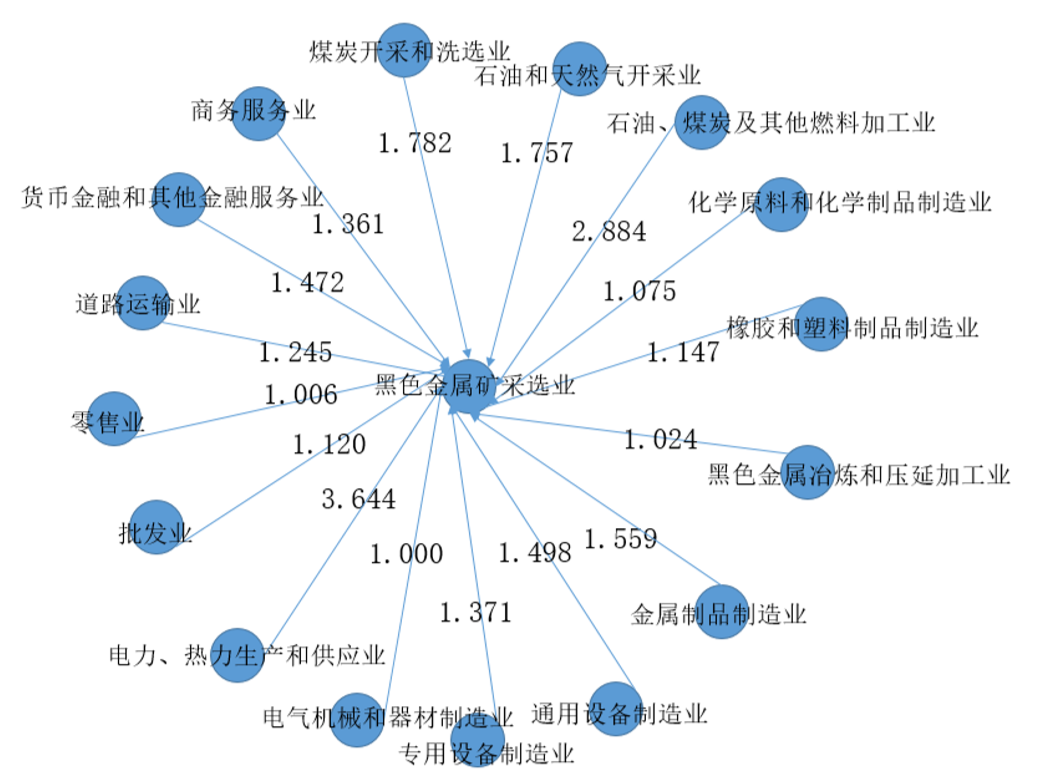 煤炭开采和洗选业
石油和天然气开采业
商务服务业
石油、煤炭及其他燃料加工业
1.782
1.757
货币金融和其他金融服务业
化学原料和化学制品制造业
1.361
2.884
1.472
1.075
道路运输业
橡胶和塑料制品制造业
1.245
1.147
黑色金属矿采选业
1.006
零售业
1.120
1.024
黑色金属冶炼和压延加工业
3.644
批发业
1.000
1.498
1.559
1.371
金属制品制造业
电力、热力生产和供应业
电气机械和器材制造业
通用设备制造业
专用设备制造业